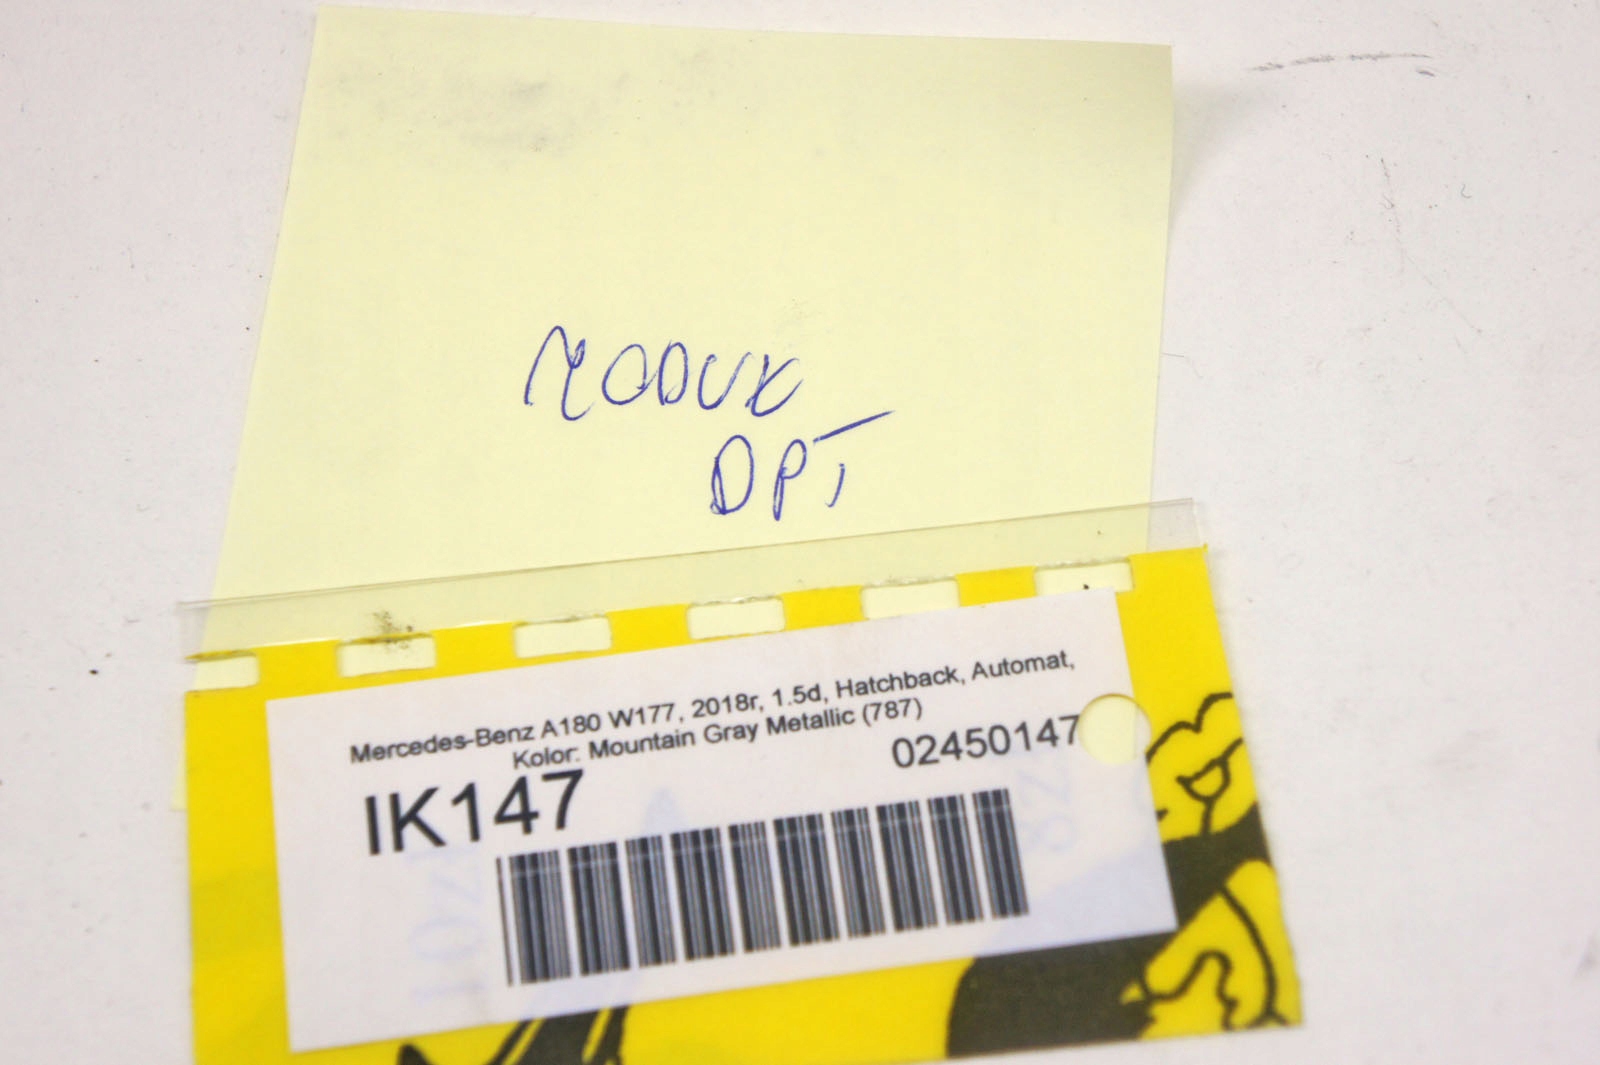 MODUŁ
DPF
Mercedes-Benz A180 W177, 2018r, 1.5d, Hatchback, Automat,
Kolor: Mountain Gray Metallic (787)
02450147
IK147